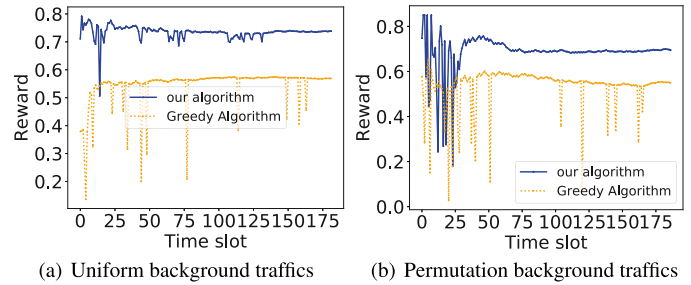 0.8
0.7
0.6
0.5
0.4
0.3
0.2
Reward
our algorithm
Greedy Algorithm
0 25 50 75 100125150175
Time slot
(a) Uniform background traffics
0.8
0.6
0.4
0.2
0.0
Reward
our algorithm
Greedy Algorithm
0 25 50 75 100125150175
Time slot
(b) Permutation background traffics